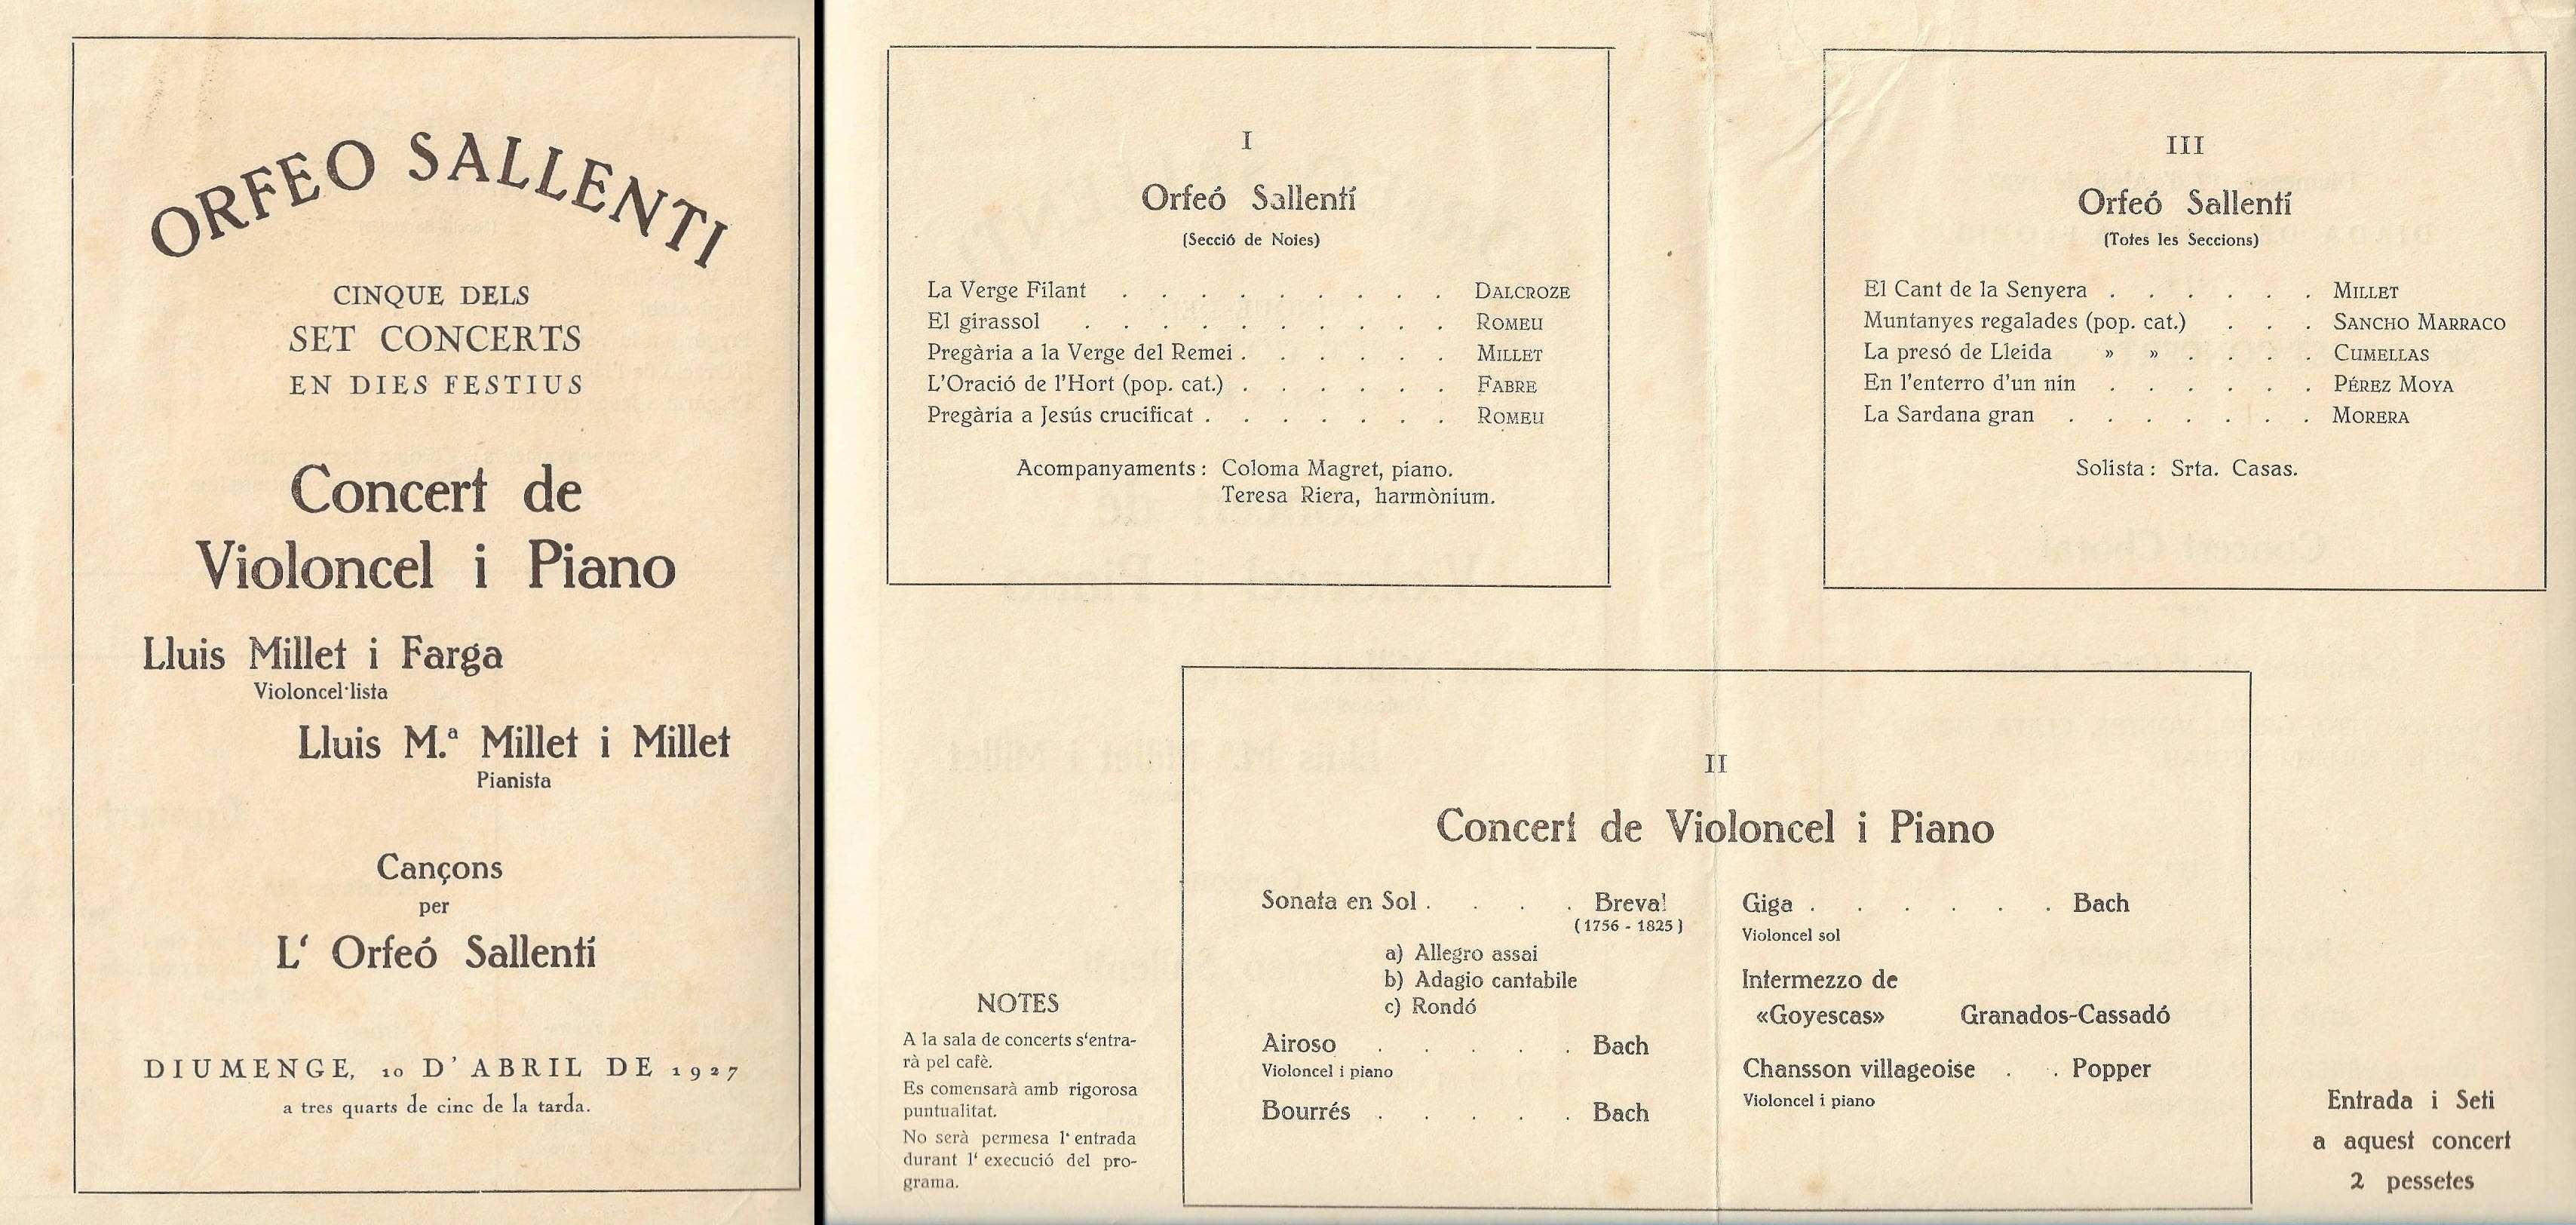 ORFEO SALLENTI
CINQUE DELS
SET CONCERTS
EN DIES FESTIUS
Concert de
Violoncel i Piano
Lluis Millet i Farga
Violoncel·lista
Lluis M.ª Millet i Millet
Pianista
Cançons
per
L' Orfeó Sallentí
DIUMENGE, 10 D' ABRIL DE 1927
a tres quarts de cinc de la tarda.
I
Orfeó Sallentí
(Secció de Noies)
La Verge Filant . . . . . . . . . DALCROZE
El girassol . . . . . . . . . . ROMEU
Pregària a la Verge del Remei . . . . . . MILLET
L'Oració de l'Hort (pop. cat.) . . . . . . FABRE
Pregària a Jesús crucificat . . . . . . . ROMEU
Acompanyaments : Coloma Magret, piano.
Teresa Riera, harmònium.
III
Orfeó Sallentí
(Totes les Seccions)
El Cant de la Senyera . . . . . . MILLET
Muntanyes regalades (pop. cat.) . . . SANCHO MARRACO
La presó de Lleida » » . . . . CUMELLAS
En l'enterro d'un nin . . . . . . PÉREZ MOYA
La Sardana gran . . . . . . . MORERA
Solista : Srta. Casas.
II
Concert de Violoncel i Piano
Sonata en Sol . . . . Breval
(1756 - 1825)
a) Allegro assai
b) Adagio cantabile
c) Rondó
Airoso . . . . . Bach
Violoncel i piano
Bourrés . . . . . Bach
Giga . . . . . . Bach
Violoncel sol
Intermezzo de
«Goyescas» Granados-Cassadó
Chansson villageoise . . Popper
Violoncel i piano
NOTES
A la sala de concerts s'entra-
rà pel cafè.
Es comensarà amb rigorosa
puntualitat.
No serà permesa l'entrada
durant l'execució del pro-
grama.
Entrada i Seti
a aquest concert
2 pessetes